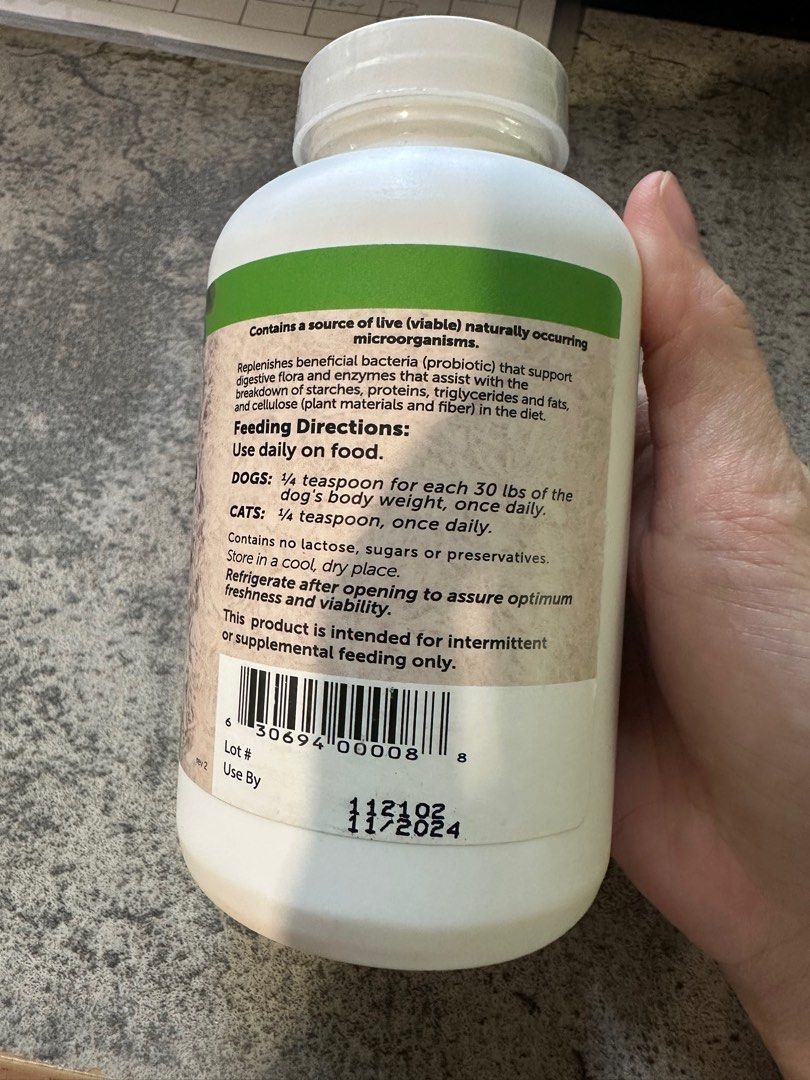 Contains a source of live (viable) naturally occurring
microorganisms.
Replenishes beneficial bacteria (probiotic) that support
digestive flora and enzymes that assist with the
breakdown of starches, proteins, triglycerides and fats,
and cellulose (plant materials and fiber) in the diet.
Feeding Directions:
Use daily on food.
DOGS: ¼ teaspoon for each 30 lbs of the
dog's body weight, once daily.
CATS: ¼ teaspoon, once daily.
Contains no lactose, sugars or preservatives.
Store in a cool, dry place.
Refrigerate after opening to assure optimum
freshness and viability.
This product is intended for intermittent
or supplemental feeding only.
6 30694 00008 8
Lot #
Use By
rev 2
112102
11/2024